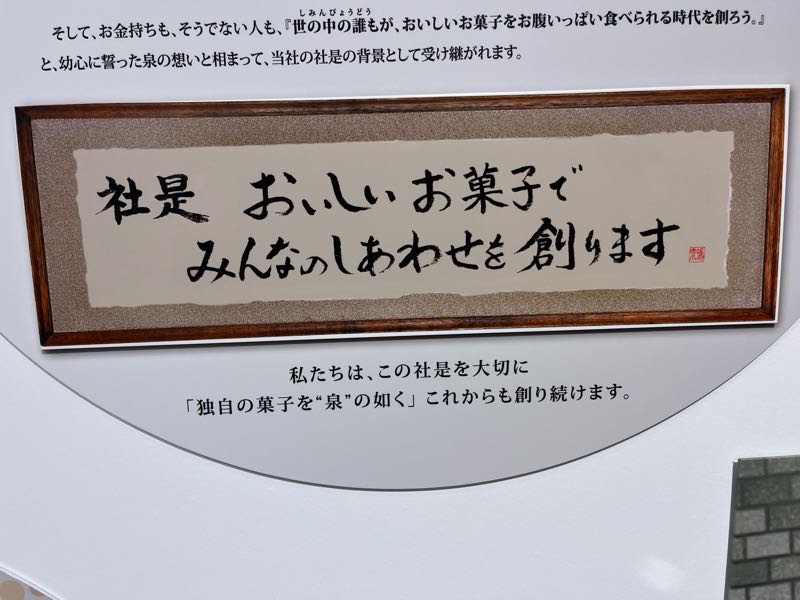 そして、お金持ちも、そうでない人も、『世の中の誰もが、おいしいお菓子をお腹いっぱい食べられる時代を創ろう。』
しみんびょうどう
と、幼心に誓った泉の想いと相まって、当社の社是の背景として受け継がれます。
社是 おいしいお菓子で
みんなのしあわせを創ります
私たちは、この社是を大切に
「独自の菓子を“泉”の如く」これからも創り続けます。